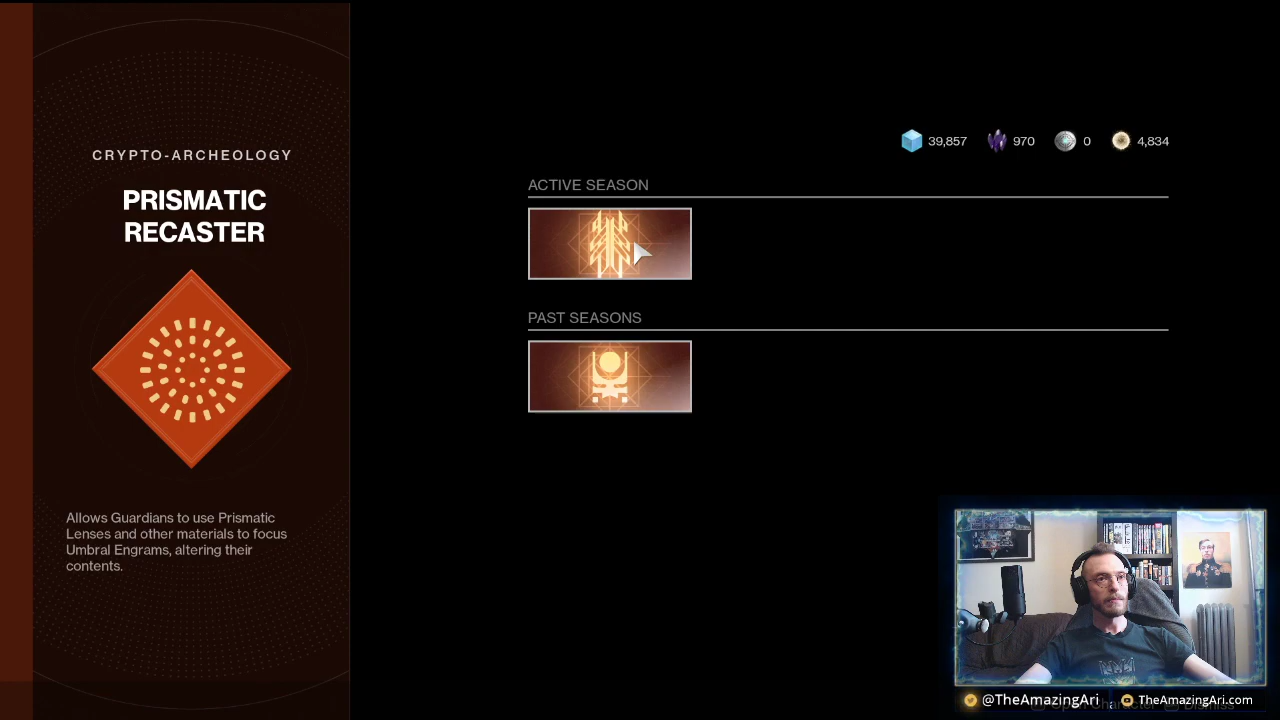 CRYPTO-ARCHEOLOGY
PRISMATIC
RECASTER
Allows Guardians to use Prismatic
Lenses and other materials to focus
Umbral Engrams, altering their
contents.
39,857 970 0 4,834
ACTIVE SEASON
PAST SEASONS
@TheAmazingAri TheAmazingAri.com
Dismiss